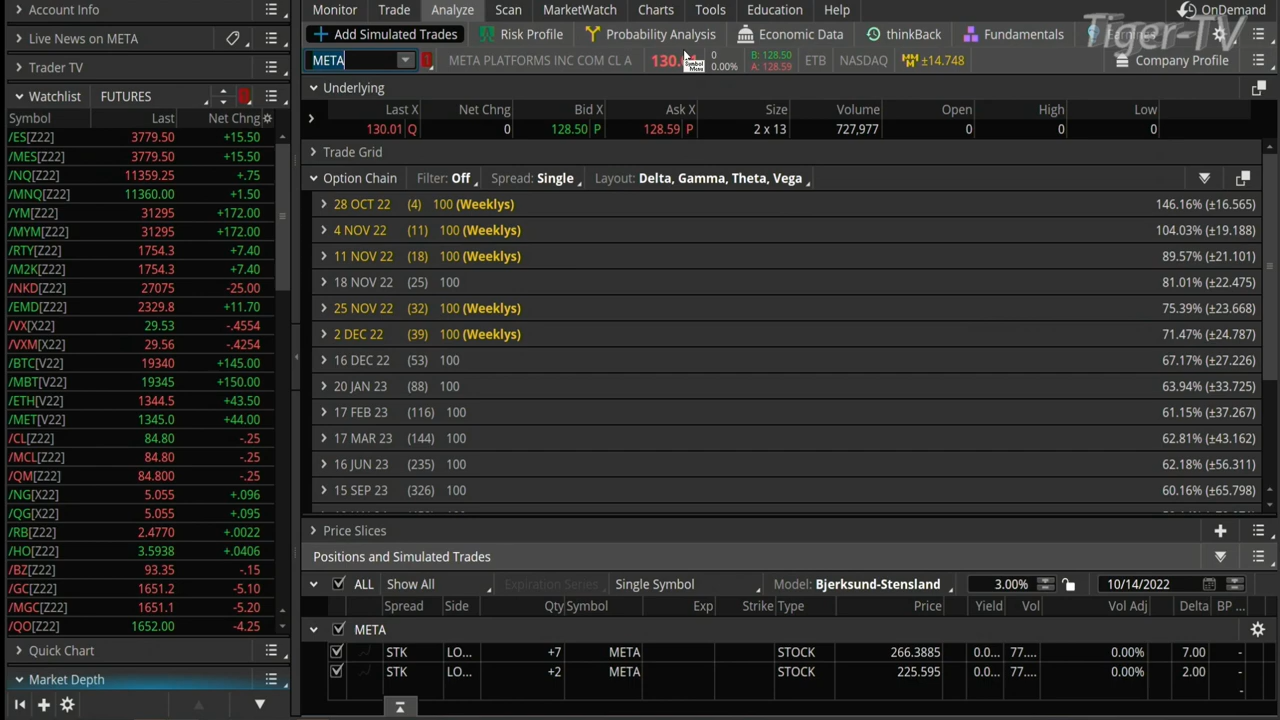 Account Info
Live News on META
Trader TV
Watchlist FUTURES
Symbol Last Net Chng
/ES[Z22] 3779.50 +15.50
/MES[Z22] 3779.50 +15.50
/NQ[Z22] 11359.25 +.75
/MNQ[Z22] 11360.00 +1.50
/YM[Z22] 31295 +172.00
/MYM[Z22] 31295 +172.00
/RTY[Z22] 1754.3 +7.40
/M2K[Z22] 1754.3 +7.40
/NKD[Z22] 27075 -25.00
/EMD[Z22] 2329.8 +11.70
/VX[X22] 29.53 -.4554
/VXM[X22] 29.56 -.4254
/BTC[V22] 19340 +145.00
/MBT[V22] 19345 +150.00
/ETH[V22] 1344.5 +43.50
/MET[V22] 1345.0 +44.00
/CL[Z22] 84.80 -.25
/MCL[Z22] 84.80 -.25
/QM[Z22] 84.800 -.25
/NG[X22] 5.055 +.096
/QG[X22] 5.055 +.095
/RB[Z22] 2.4770 +.0022
/HO[Z22] 3.5938 +.0406
/BZ[Z22] 93.35 -.15
/GC[Z22] 1651.2 -5.10
/MGC[Z22] 1651.1 -5.20
/QO[Z22] 1652.00 -4.25
Quick Chart
Market Depth
Monitor Trade Analyze Scan MarketWatch Charts Tools Education Help OnDemand
Tiger-TV
Add Simulated Trades Risk Profile Probability Analysis Economic Data thinkBack Fundamentals Earnings
META META PLATFORMS INC COM CL A 130. 0 0.00% B: 128.50 A: 128.59 ETB NASDAQ ±14.748 Company Profile
Symbol Menu
Underlying
Last X Net Chng Bid X Ask X Size Volume Open High Low
130.01 Q 0 128.50 P 128.59 P 2 x 13 727,977 0 0 0
Trade Grid
Option Chain Filter: Off Spread: Single Layout: Delta, Gamma, Theta, Vega
28 OCT 22 (4) 100 (Weeklys) 146.16% (±16.565)
4 NOV 22 (11) 100 (Weeklys) 104.03% (±19.188)
11 NOV 22 (18) 100 (Weeklys) 89.57% (±21.101)
18 NOV 22 (25) 100 81.01% (±22.475)
25 NOV 22 (32) 100 (Weeklys) 75.39% (±23.668)
2 DEC 22 (39) 100 (Weeklys) 71.47% (±24.787)
16 DEC 22 (53) 100 67.17% (±27.226)
20 JAN 23 (88) 100 63.94% (±33.725)
17 FEB 23 (116) 100 61.15% (±37.267)
17 MAR 23 (144) 100 62.81% (±43.162)
16 JUN 23 (235) 100 62.18% (±56.311)
15 SEP 23 (326) 100 60.16% (±65.798)
Price Slices
Positions and Simulated Trades
ALL Show All Expiration Series Single Symbol Model: Bjerksund-Stensland 3.00% 10/14/2022
Spread Side Qty Symbol Exp Strike Type Price Yield Vol Vol Adj Delta BP ...
META
STK LO... +7 META STOCK 266.3885 0.0... 77.... 0.00% 7.00 -
STK LO... +2 META STOCK 225.595 0.0... 77.... 0.00% 2.00 -
-